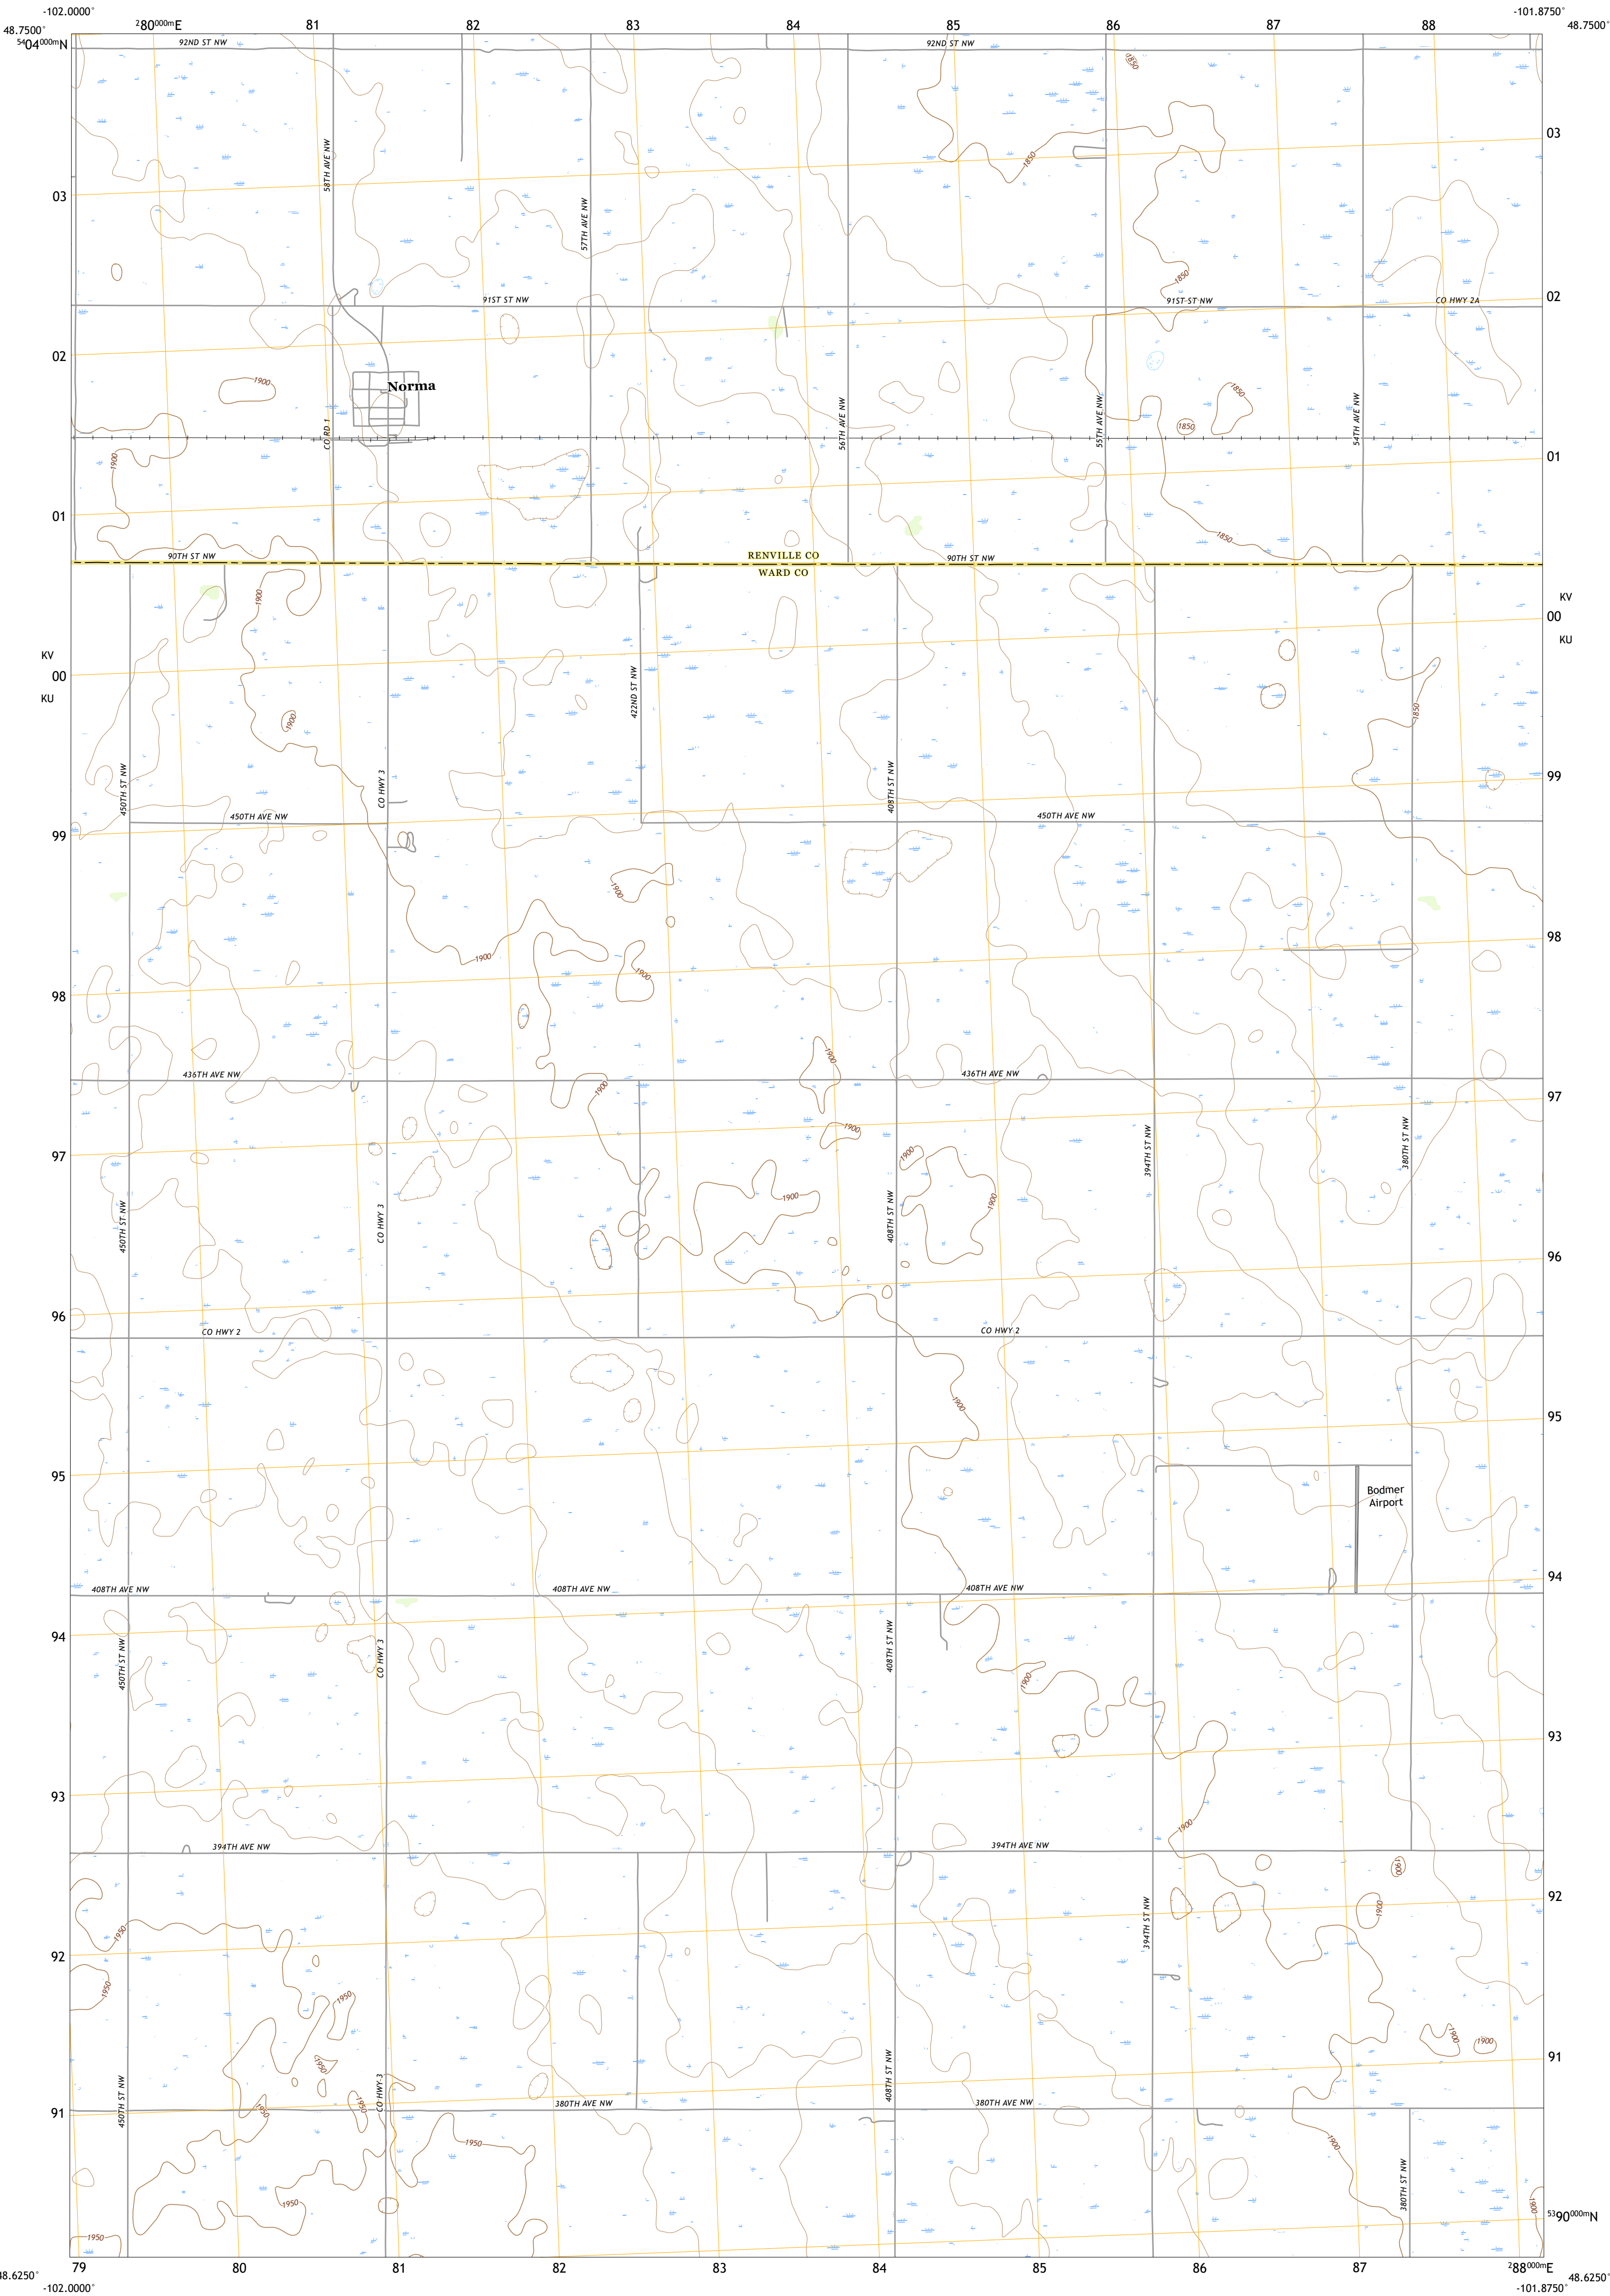 -102.0000°
²80⁰⁰⁰ᵐE
81
82
83
84
85
86
87
88
-101.8750°
48.7500°
48.7500°
⁵⁴04⁰⁰⁰ᵐN
92ND ST NW
92ND ST NW
1850
03
1850
58TH AVE NW
03
57TH AVE NW
1850
02
91ST ST NW
91ST ST NW
CO HWY 2A
02
1900
Norma
1850
1850
CO RD 1
56TH AVE NW
55TH AVE NW
54TH AVE NW
01
1900
01
1850
90TH ST NW
RENVILLE CO
90TH ST NW
WARD CO
1900
KV
00
KU
KV
00
KU
422ND ST NW
1900
1850
450TH ST NW
CO HWY 3
408TH ST NW
99
450TH AVE NW
450TH AVE NW
99
1900
98
1900
1900
98
1900
436TH AVE NW
436TH AVE NW
1900
97
1900
394TH ST NW
380TH ST NW
97
1900
1900
1900
450TH ST NW
CO HWY 3
408TH ST NW
96
96
CO HWY 2
CO HWY 2
1900
95
95
Bodmer
Airport
94
408TH AVE NW
408TH AVE NW
408TH AVE NW
94
450TH ST NW
CO HWY 3
408TH ST NW
1900
93
93
1900
394TH AVE NW
394TH AVE NW
1900
92
1900
1950
394TH ST NW
92
1950
1950
1900
1900
91
1950
450TH ST NW
CO HWY 3
408TH ST NW
1950
1950
380TH AVE NW
380TH AVE NW
91
1950
1900
380TH ST NW
1950
1900
⁵³90⁰⁰⁰ᵐN
1950
79
80
81
82
83
84
85
86
87
88⁰⁰⁰ᵐE
48.6250°
48.6250°
-102.0000°
-101.8750°